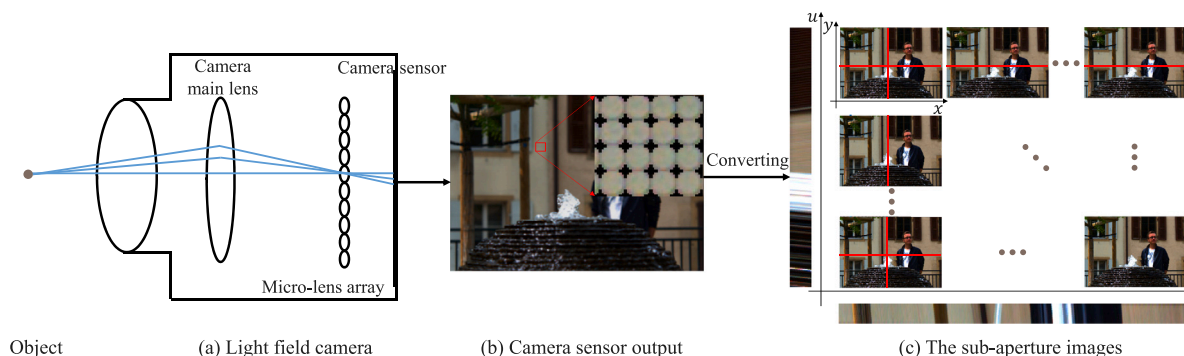 Camera
main lens
Camera sensor
Micro-lens array
Converting
u
y
x
Object
(a) Light field camera
(b) Camera sensor output
(c) The sub-aperture images